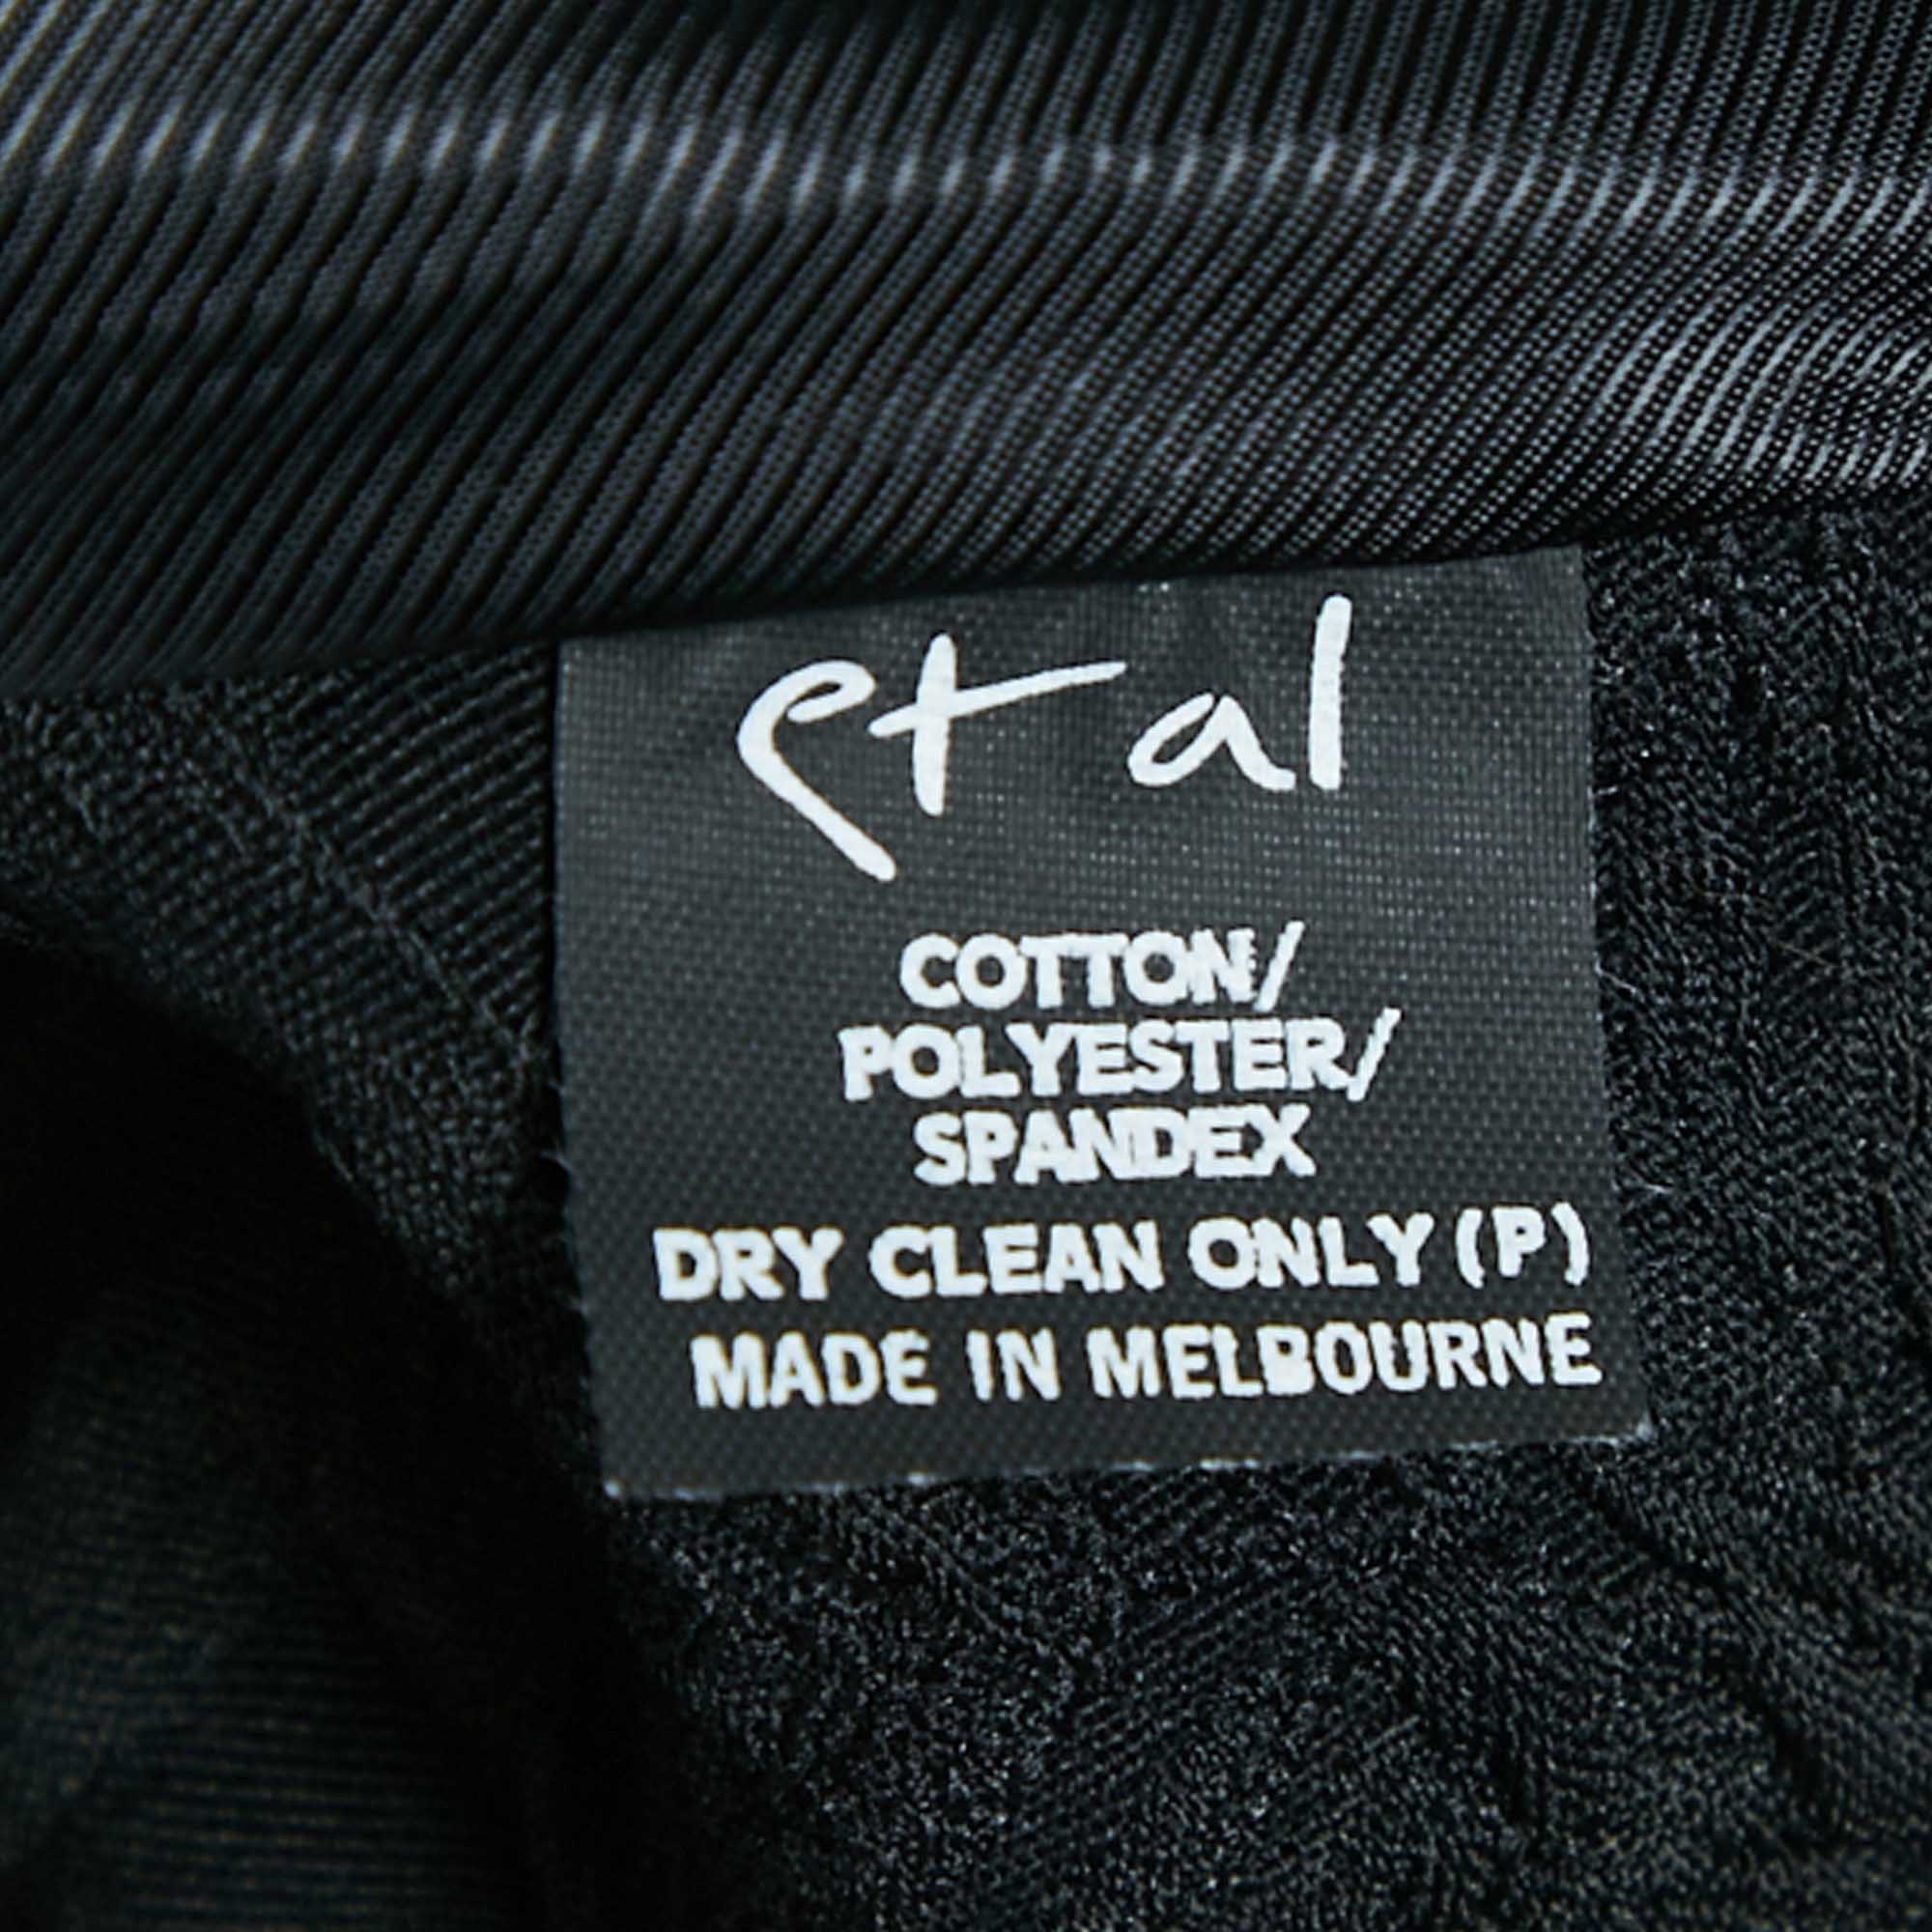 et al
COTTON/
POLYESTER/
SPANDEX
DRY CLEAN ONLY (P)
MADE IN MELBOURNE